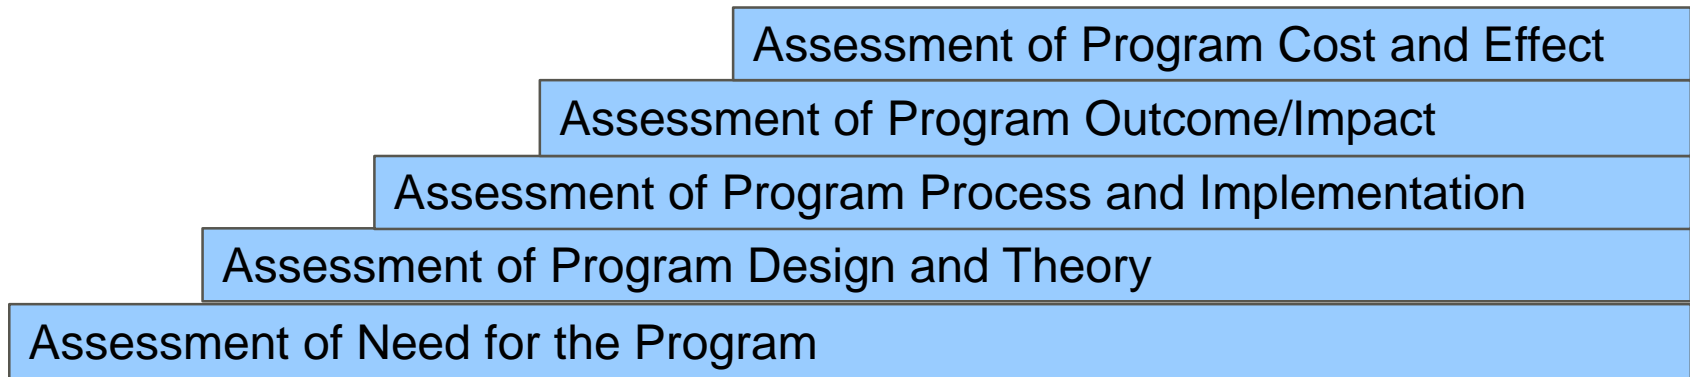 Assessment of Program Cost and Effect
Assessment of Program Outcome/Impact
Assessment of Program Process and Implementation
Assessment of Program Design and Theory
Assessment of Need for the Program